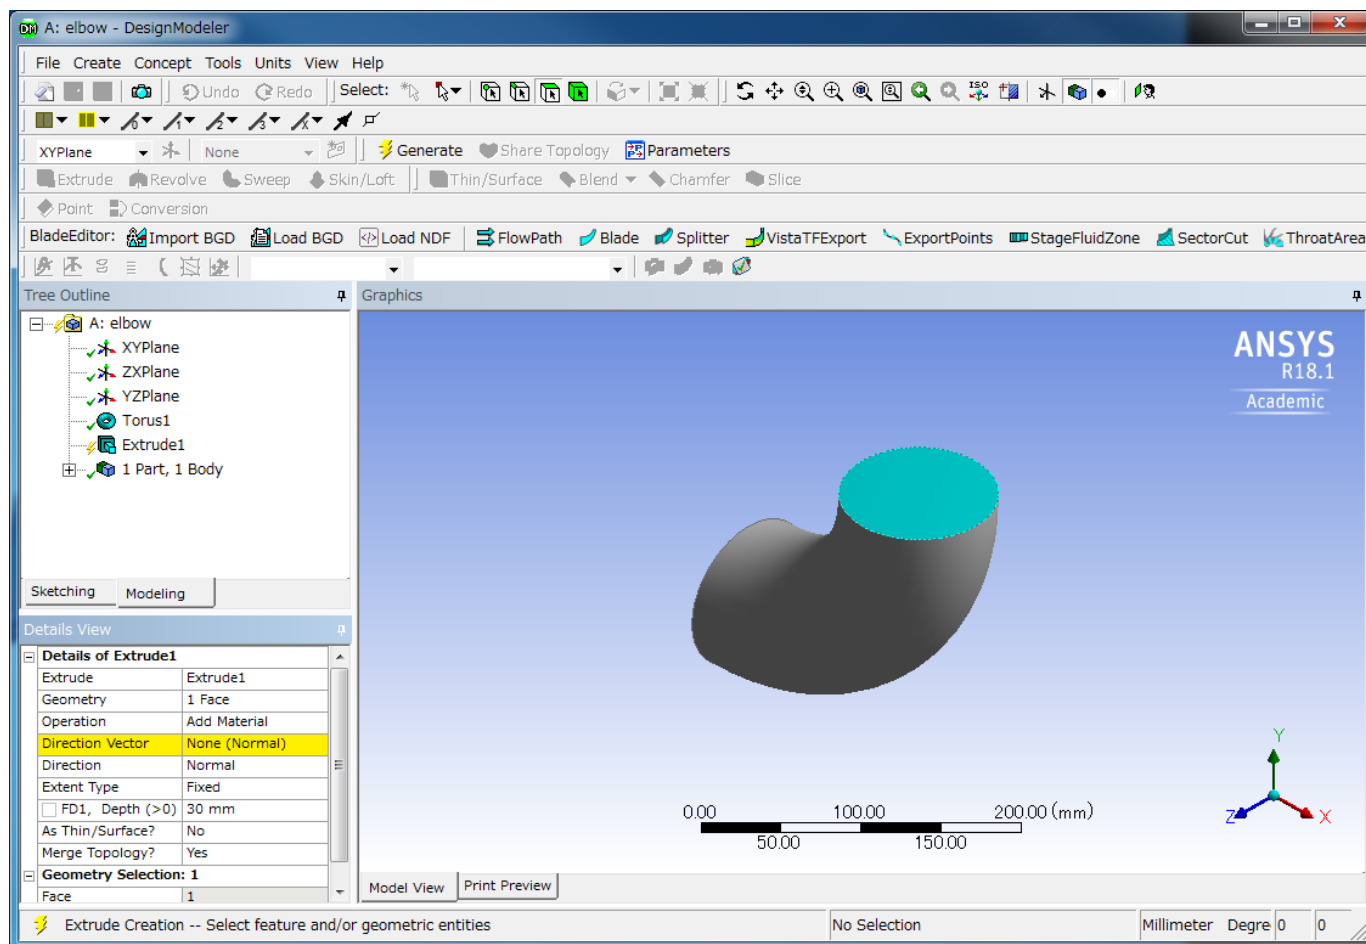 A: elbow - DesignModeler
File Create Concept Tools Units View Help
Undo Redo Select: ISO
XYPlane None Generate Share Topology Parameters
Extrude Revolve Sweep Skin/Loft Thin/Surface Blend Chamfer Slice
Point Conversion
BladeEditor: Import BGD Load BGD Load NDF FlowPath Blade Splitter VistaTFExport ExportPoints StageFluidZone SectorCut ThroatArea
Tree Outline
A: elbow
XYPlane
ZXPlane
YZPlane
Torus1
Extrude1
1 Part, 1 Body
Sketching Modeling
Details View
Details of Extrude1
Extrude Extrude1
Geometry 1 Face
Operation Add Material
Direction Vector None (Normal)
Direction Normal
Extent Type Fixed
FD1, Depth (>0) 30 mm
As Thin/Surface? No
Merge Topology? Yes
Geometry Selection: 1
Face 1
Graphics
ANSYS
R18.1
Academic
Y
Z X
0.00 100.00 200.00 (mm)
50.00 150.00
Model View Print Preview
Extrude Creation -- Select feature and/or geometric entities No Selection Millimeter Degre 0 0